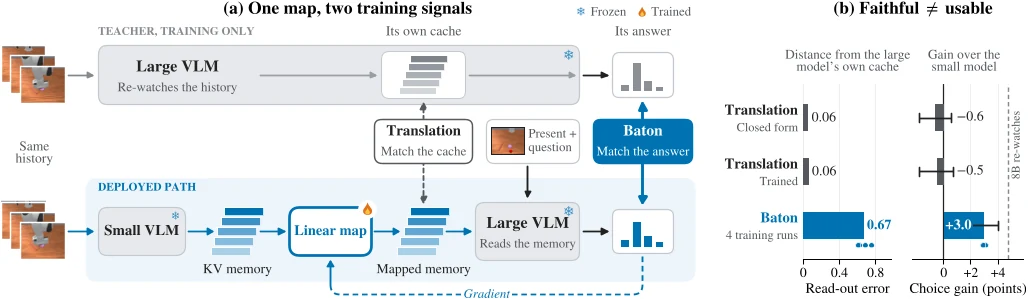 (a) One map, two training signals
Frozen
Trained
TEACHER, TRAINING ONLY
Its own cache
Its answer
Large VLM
Re-watches the history
Same
history
Translation
Match the cache
Present +
question
Baton
Match the answer
DEPLOYED PATH
Small VLM
KV memory
Linear map
Mapped memory
Large VLM
Reads the memory
Gradient
(b) Faithful ≠ usable
Distance from the large
model's own cache
Gain over the
small model
Translation
Closed form
0.06
−0.6
Translation
Trained
0.06
−0.5
Baton
4 training runs
0.67
+3.0
8B re-watches
0 0.4 0.8
Read-out error
0 +2 +4
Choice gain (points)